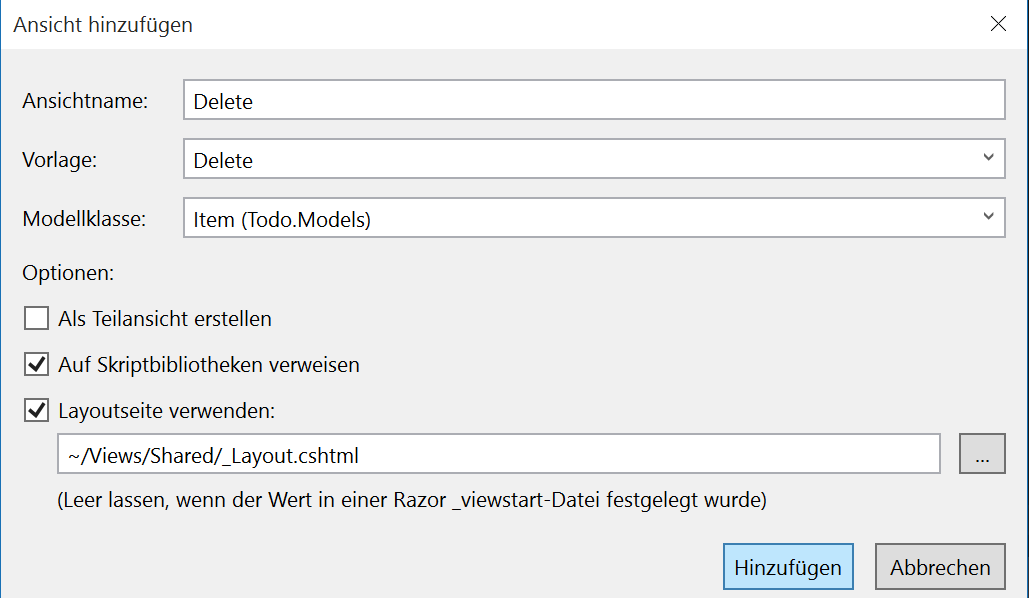 Ansicht hinzufügen
Ansichtname: Delete
Vorlage: Delete
Modellklasse: Item (Todo.Models)
Optionen:
Als Teilansicht erstellen
Auf Skriptbibliotheken verweisen
Layoutseite verwenden:
~/Views/Shared/_Layout.cshtml ...
(Leer lassen, wenn der Wert in einer Razor _viewstart-Datei festgelegt wurde)
Hinzufügen Abbrechen